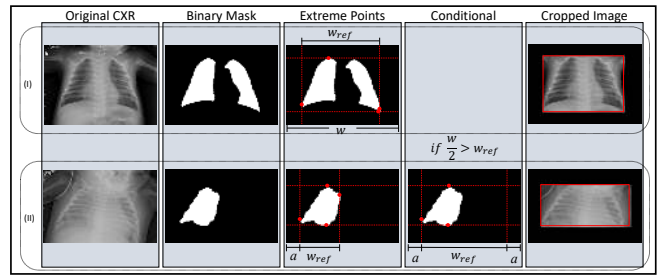 Original CXR Binary Mask Extreme Points Conditional Cropped Image
w_ref
(I)
w
if w/2 > w_ref
(II)
a w_ref a w_ref a